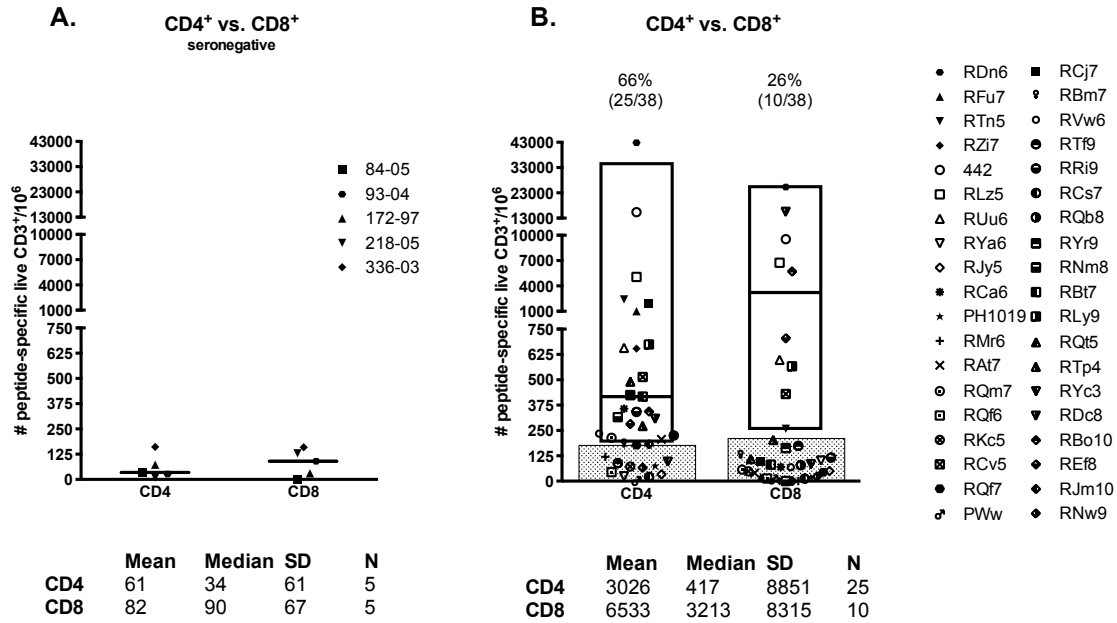 A.
CD4+ vs. CD8+
seronegative
# peptide-specific live CD3+/10^6
43000
33000
23000
13000
10000
7000
4000
1000
750
625
500
375
250
125
0
CD4
CD8
84-05
93-04
172-97
218-05
336-03
Mean Median SD N
CD4 61 34 61 5
CD8 82 90 67 5
B.
CD4+ vs. CD8+
66%
(25/38)
26%
(10/38)
# peptide-specific live CD3+/10^6
43000
33000
23000
13000
10000
7000
4000
1000
750
625
500
375
250
125
0
CD4
CD8
RDn6
RFu7
RTn5
RZi7
442
RLz5
RUu6
RYa6
RJy5
RCa6
PH1019
RMr6
RAt7
RQm7
RQf6
RKc5
RCv5
RQf7
PWw
RCj7
RBm7
RVw6
RTf9
RRi9
RCs7
RQb8
RYr9
RNm8
RBt7
RLy9
RQt5
RTp4
RYc3
RDc8
RBo10
REf8
RJm10
RNw9
Mean Median SD N
CD4 3026 417 8851 25
CD8 6533 3213 8315 10